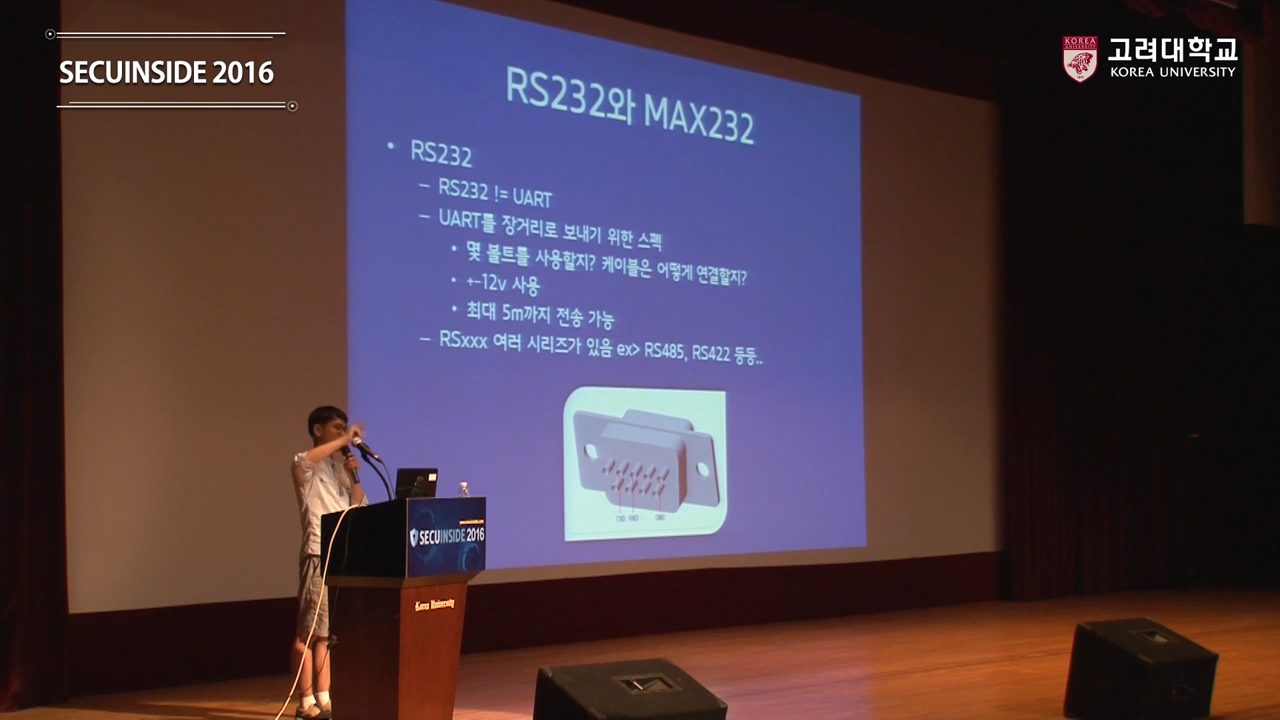 SECUINSIDE 2016
KOREA
UNIVERSITY
고려대학교
KOREA UNIVERSITY
RS232와 MAX232
• RS232
– RS232 != UART
– UART를 장거리로 보내기 위한 스펙
• 몇 볼트를 사용할지? 케이블은 어떻게 연결할지?
• +-12v 사용
• 최대 5m까지 전송 가능
– RSxxx 여러 시리즈가 있음 ex> RS485, RS422 등등..
TXD RXD GND
www.secuinside.com
SECUINSIDE 2016
Korea University